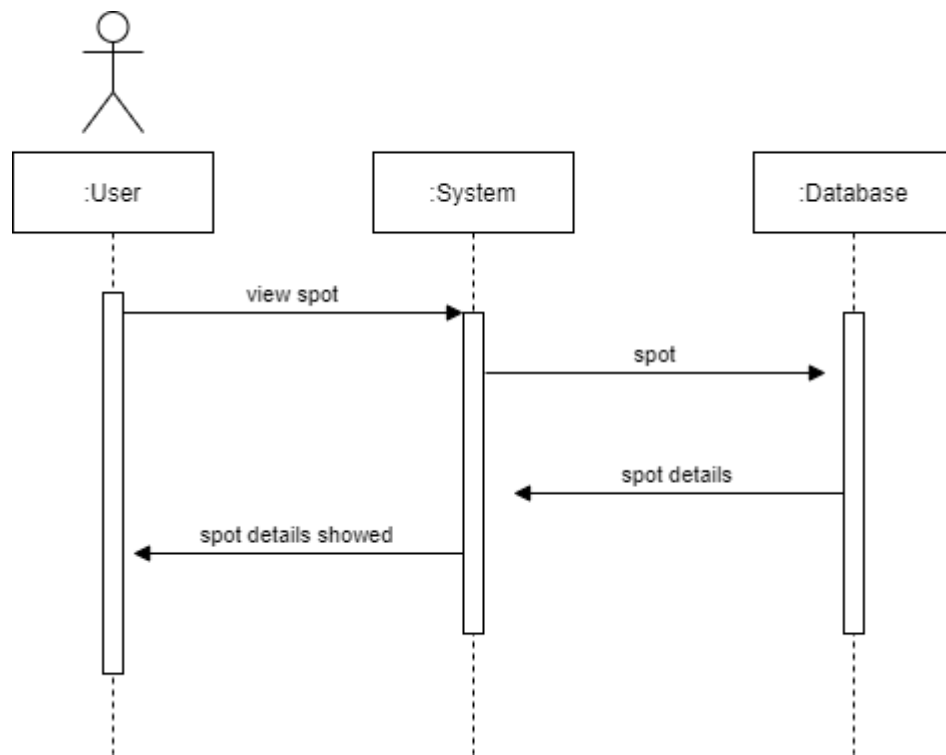 :User
:System
:Database
view spot
spot
spot details
spot details showed